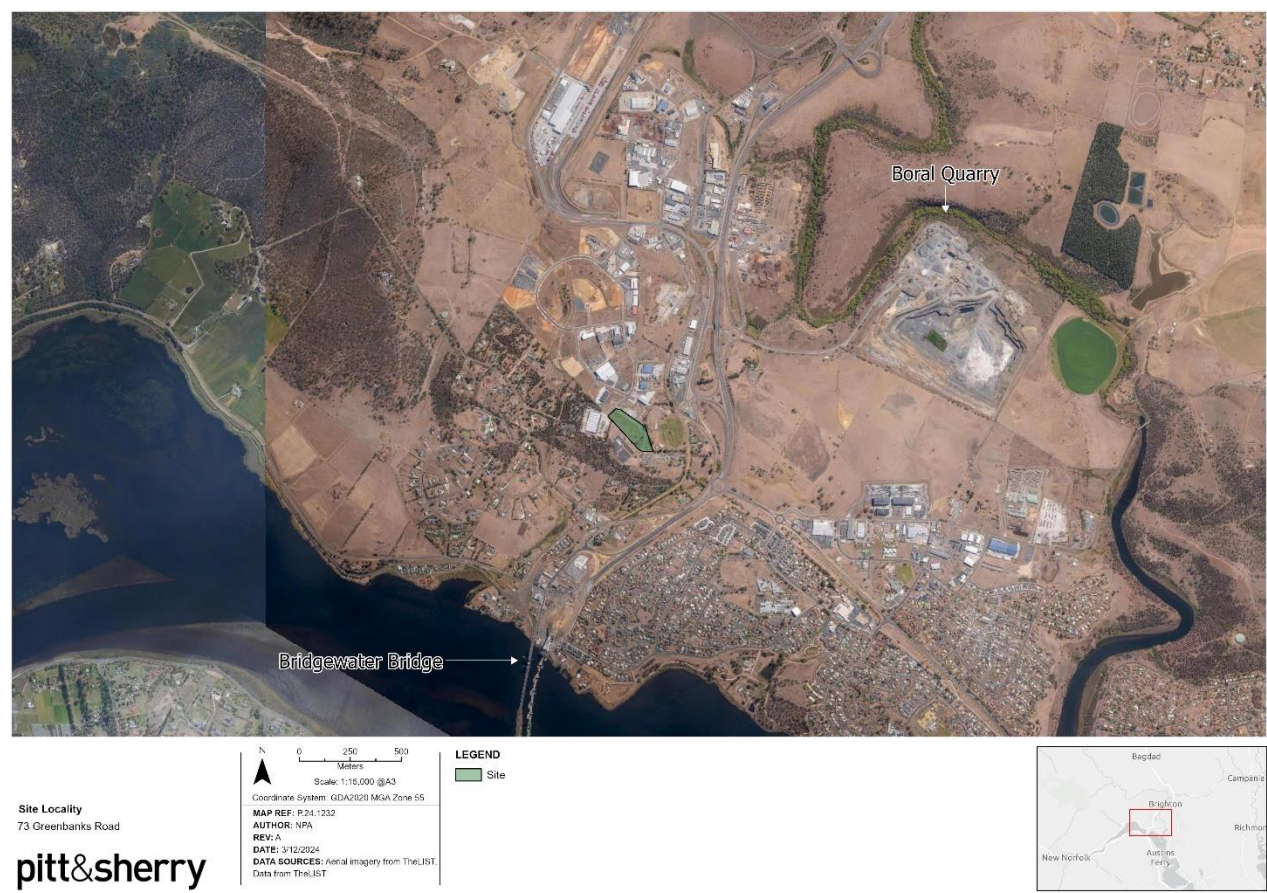 Boral Quarry
Bridgewater Bridge
Site Locality
73 Greenbanks Road
pitt&sherry
N
0 250 500
Meters
Scale: 1:15,000 @A3
Coordinate System: GDA2020 MGA Zone 55
MAP REF: P.24.1232
AUTHOR: NPA
REV: A
DATE: 3/12/2024
DATA SOURCES: Aerial imagery from TheLIST,
Data from TheLIST
LEGEND
Site
Bagdad
Campania
Brighton
Richmon
New Norfolk
Austins
Ferry